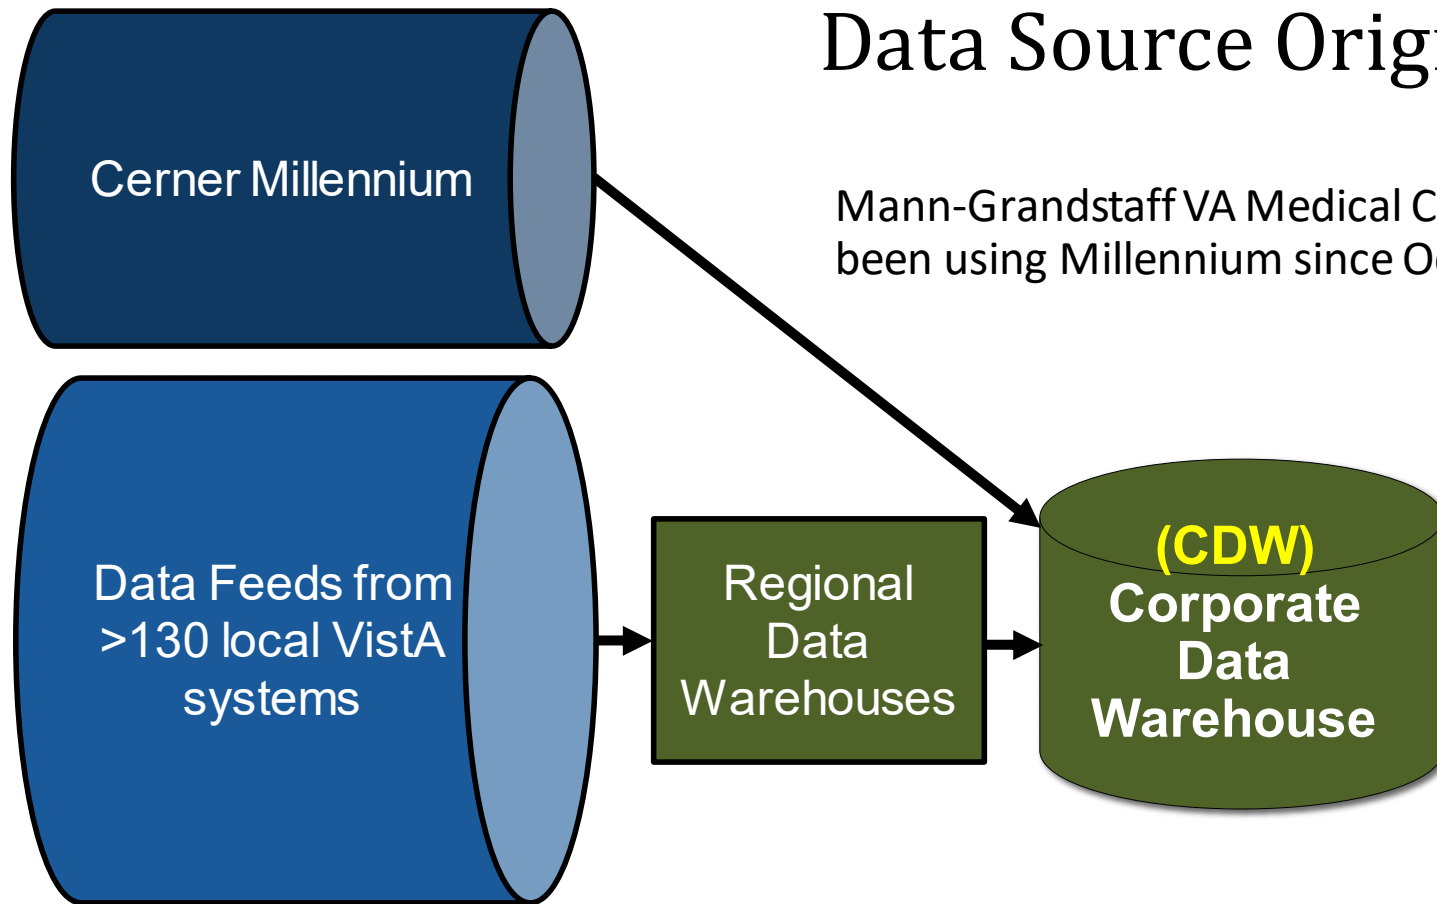 Data Source Orig
Cerner Millennium
Mann-Grandstaff VA Medical C
been using Millennium since O
Data Feeds from
>130 local VistA
systems
Regional
Data
Warehouses
(CDW)
Corporate
Data
Warehouse